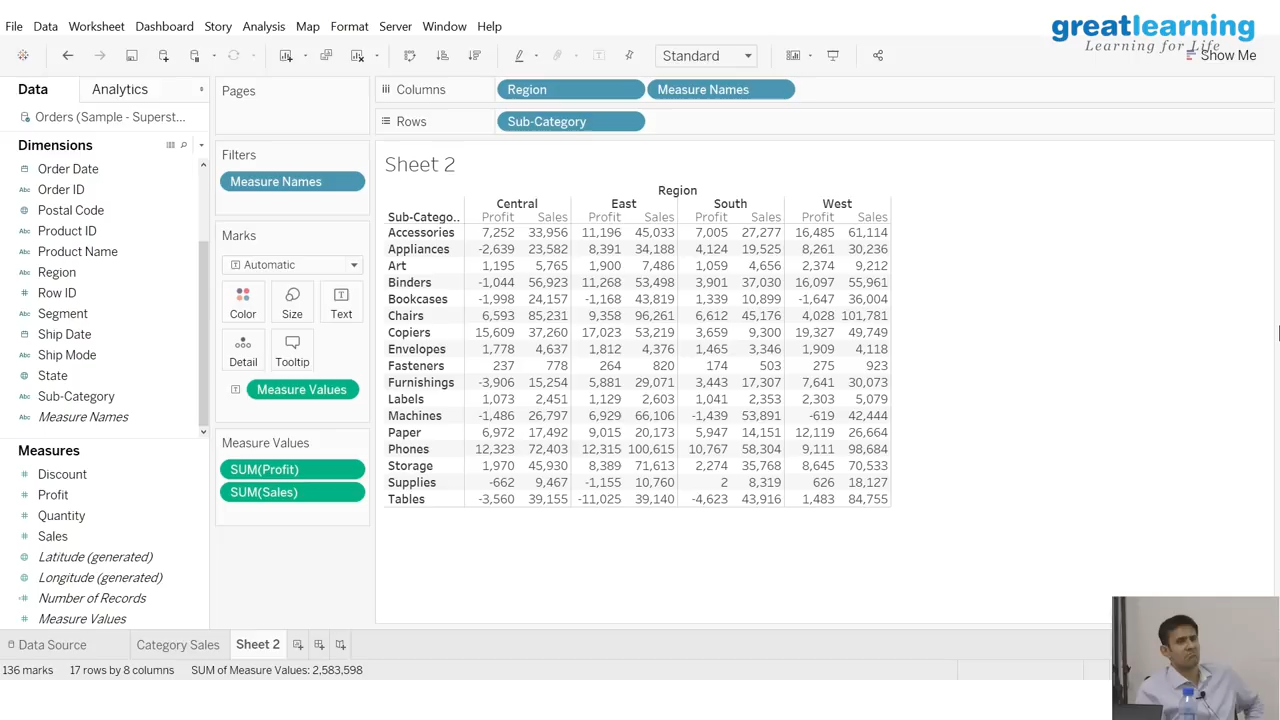 File Data Worksheet Dashboard Story Analysis Map Format Server Window Help
greatlearning
Learning for Life
Standard
Show Me
Data Analytics
Orders (Sample - Superst...
Dimensions
Order Date
Abc Order ID
Postal Code
Abc Product ID
Abc Product Name
Abc Region
# Row ID
Abc Segment
Ship Date
Abc Ship Mode
State
Abc Sub-Category
Abc Measure Names
Measures
# Discount
# Profit
# Quantity
# Sales
Latitude (generated)
Longitude (generated)
Number of Records
# Measure Values
Pages
Filters
Measure Names
Marks
Automatic
Color Size Text
Detail Tooltip
Measure Values
Measure Values
SUM(Profit)
SUM(Sales)
Columns Region Measure Names
Rows Sub-Category
Sheet 2
Region
Central East South West
Sub-Catego.. Profit Sales Profit Sales Profit Sales Profit Sales
Accessories 7,252 33,956 11,196 45,033 7,005 27,277 16,485 61,114
Appliances -2,639 23,582 8,391 34,188 4,124 19,525 8,261 30,236
Art 1,195 5,765 1,900 7,486 1,059 4,656 2,374 9,212
Binders -1,044 56,923 11,268 53,498 3,901 37,030 16,097 55,961
Bookcases -1,998 24,157 -1,168 43,819 1,339 10,899 -1,647 36,004
Chairs 6,593 85,231 9,358 96,261 6,612 45,176 4,028 101,781
Copiers 15,609 37,260 17,023 53,219 3,659 9,300 19,327 49,749
Envelopes 1,778 4,637 1,812 4,376 1,465 3,346 1,909 4,118
Fasteners 237 778 264 820 174 503 275 923
Furnishings -3,906 15,254 5,881 29,071 3,443 17,307 7,641 30,073
Labels 1,073 2,451 1,129 2,603 1,041 2,353 2,303 5,079
Machines -1,486 26,797 6,929 66,106 -1,439 53,891 -619 42,444
Paper 6,972 17,492 9,015 20,173 5,947 14,151 12,119 26,664
Phones 12,323 72,403 12,315 100,615 10,767 58,304 9,111 98,684
Storage 1,970 45,930 8,389 71,613 2,274 35,768 8,645 70,533
Supplies -662 9,467 -1,155 10,760 2 8,319 626 18,127
Tables -3,560 39,155 -11,025 39,140 -4,623 43,916 1,483 84,755
Data Source Category Sales Sheet 2
136 marks 17 rows by 8 columns SUM of Measure Values: 2,583,598